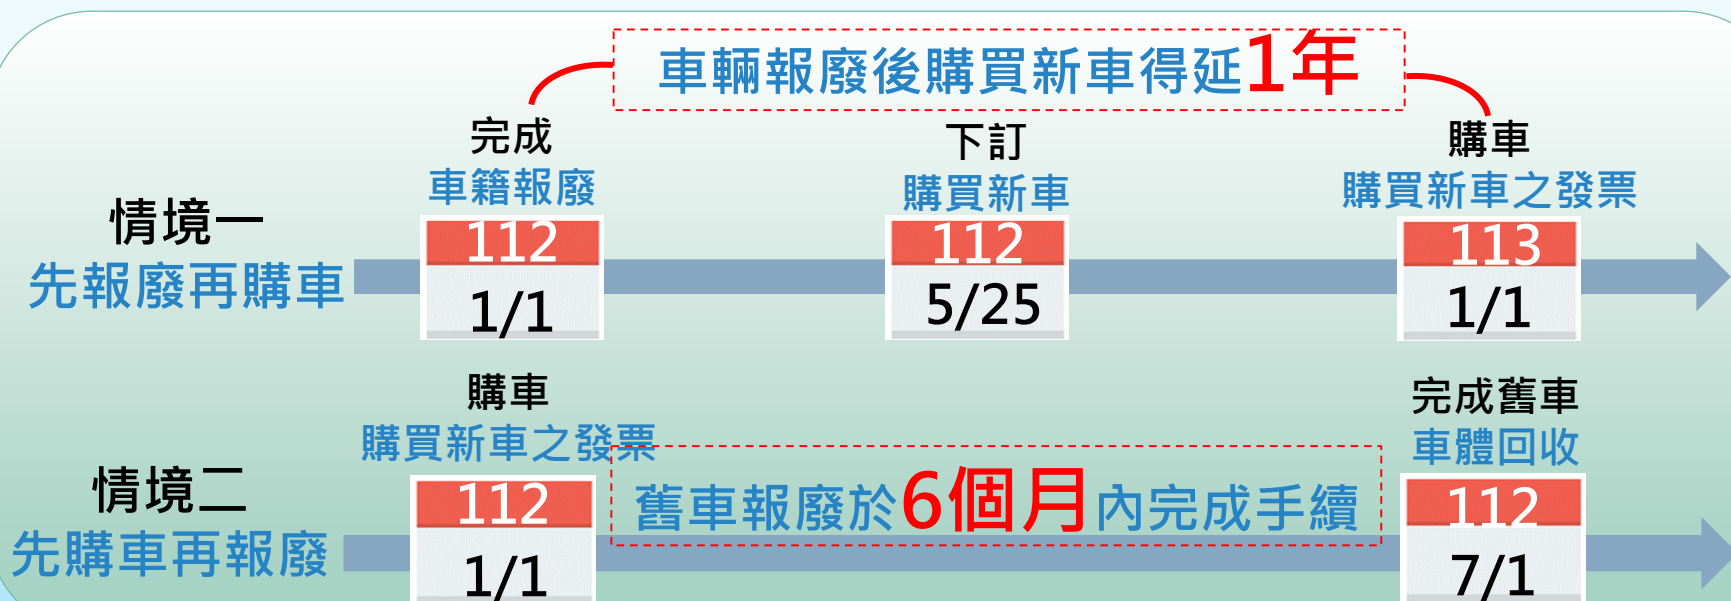 車輛報廢後購買新車得延1年
完成
車籍報廢
下訂
購買新車
購車
購買新車之發票
情境一
先報廢再購車
112
1/1
112
5/25
113
1/1
購車
購買新車之發票
完成舊車
車體回收
舊車報廢於6個月內完成手續
情境二
先購車再報廢
112
1/1
112
7/1